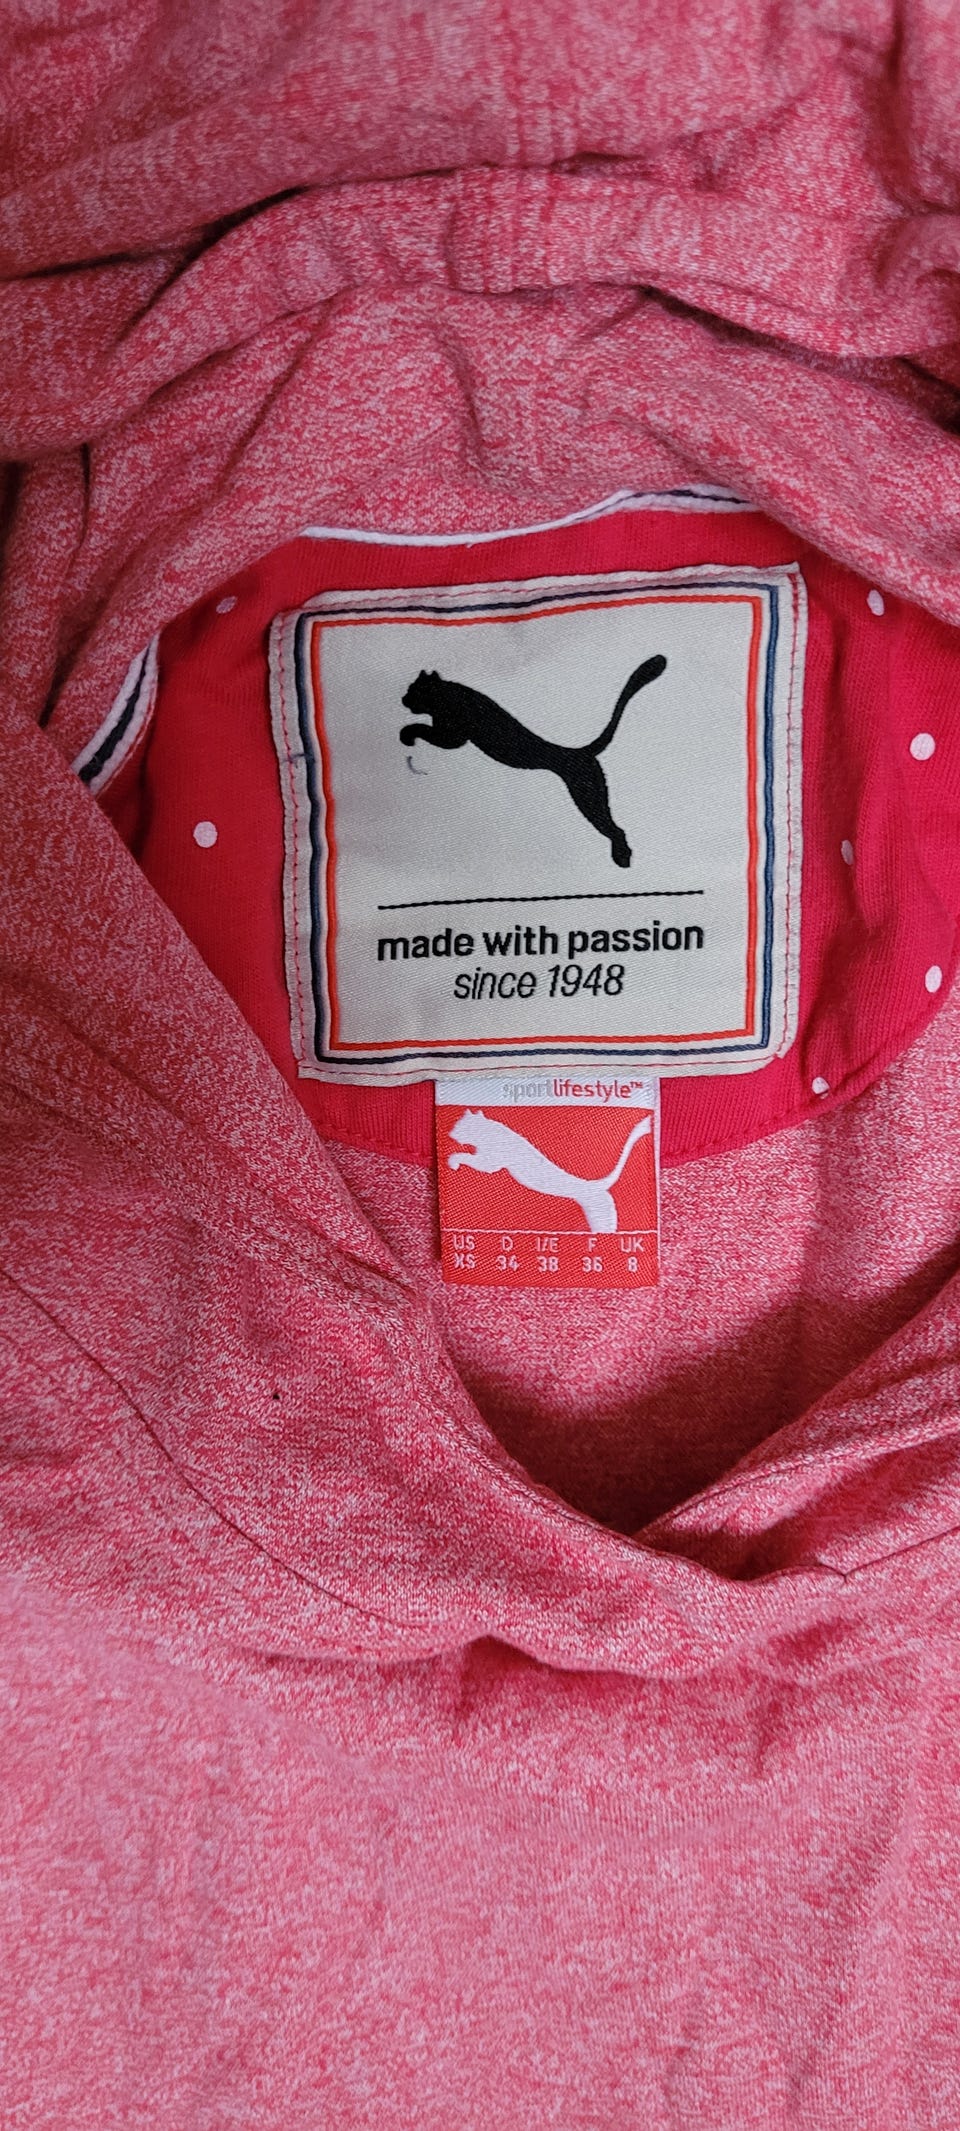 made with passion
since 1948
sportlifestyle™
US D I/E F UK
XS 34 38 36 8